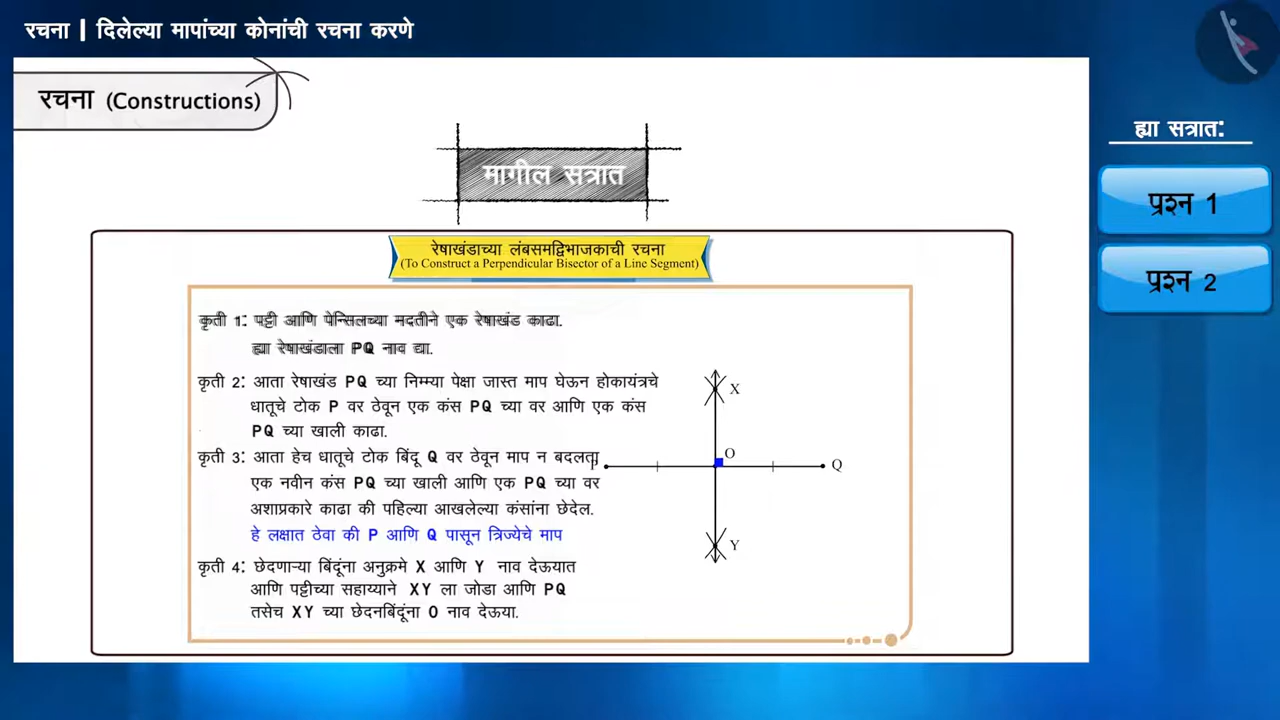 रचना | दिलेल्या मापांच्या कोनांची रचना करणे
रचना (Constructions)
मागील सत्रात
ह्या सत्रात:
प्रश्न 1
प्रश्न 2
रेषाखंडाच्या लंबसमद्विभाजकाची रचना
(To Construct a Perpendicular Bisector of a Line Segment)
कृती 1: पट्टी आणि पेन्सिलच्या मदतीने एक रेषाखंड काढा.
ह्या रेषाखंडाला PQ नाव द्या.
कृती 2: आता रेषाखंड PQ च्या निम्म्या पेक्षा जास्त माप घेऊन होकायंत्रचे
धातूचे टोक P वर ठेवून एक कंस PQ च्या वर आणि एक कंस
PQ च्या खाली काढा.
कृती 3: आता हेच धातूचे टोक बिंदू Q वर ठेवून माप न बदलता
एक नवीन कंस PQ च्या खाली आणि एक PQ च्या वर
अशाप्रकारे काढा की पहिल्या आखलेल्या कंसांना छेदेल.
हे लक्षात ठेवा की P आणि Q पासून त्रिज्येचे माप
कृती 4: छेदणाऱ्या बिंदूंना अनुक्रमे X आणि Y नाव देऊयात
आणि पट्टीच्या सहाय्याने XY ला जोडा आणि PQ
तसेच XY च्या छेदनबिंदूंना O नाव देऊया.
X
O
P
Q
Y